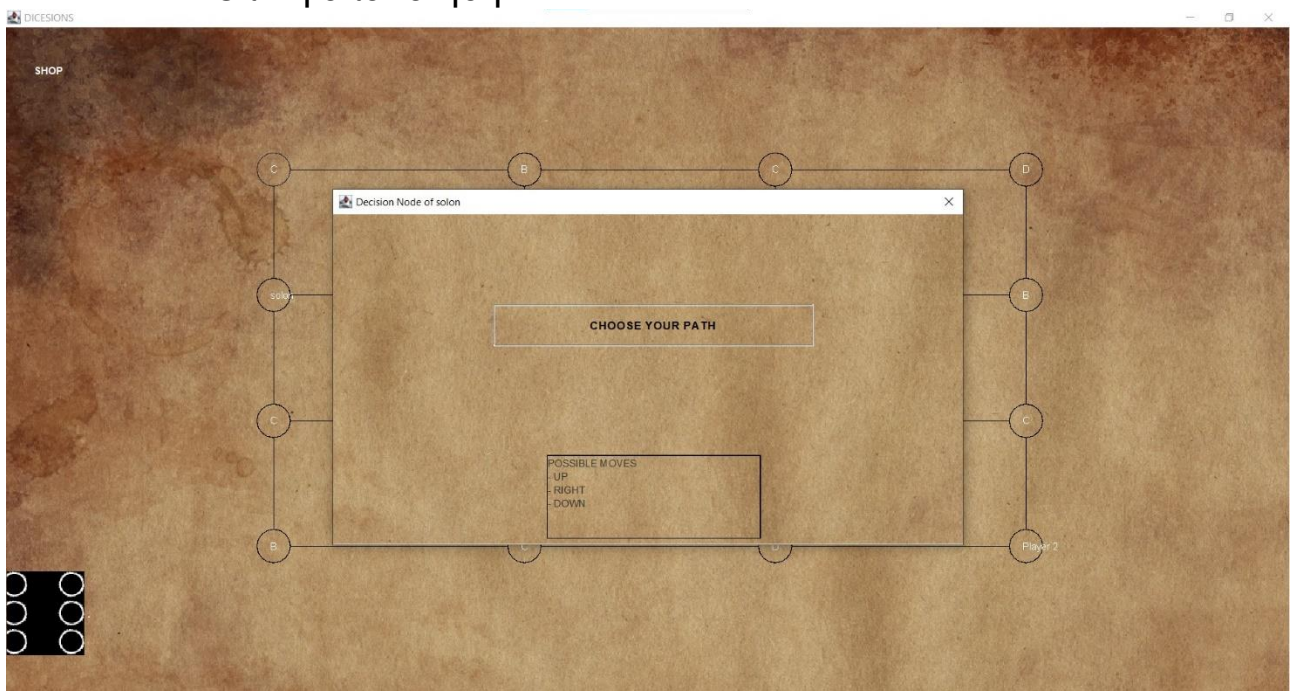 DICESIONS
SHOP
C B C D
Decision Node of solon
solon B
CHOOSE YOUR PATH
C C
POSSIBLE MOVES
- UP
- RIGHT
- DOWN
B C D Player 2